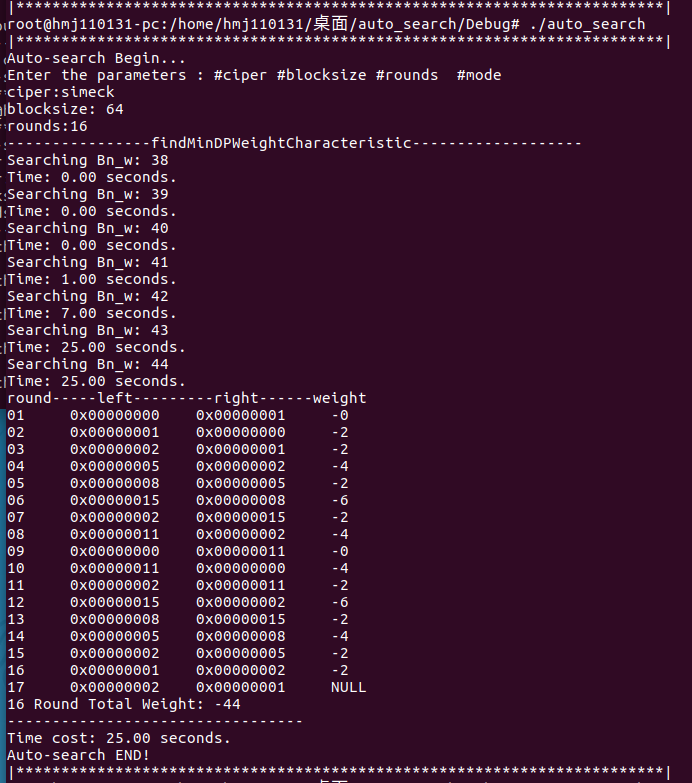 |************************************************************************|
root@hmj110131-pc:/home/hmj110131/桌面/auto_search/Debug# ./auto_search
|************************************************************************|
Auto-search Begin...
Enter the parameters : #ciper #blocksize #rounds  #mode
ciper:simeck
blocksize: 64
rounds:16
----------------findMinDPWeightCharacteristic-------------------
Searching Bn_w: 38
Time: 0.00 seconds.
Searching Bn_w: 39
Time: 0.00 seconds.
Searching Bn_w: 40
Time: 0.00 seconds.
Searching Bn_w: 41
Time: 1.00 seconds.
Searching Bn_w: 42
Time: 7.00 seconds.
Searching Bn_w: 43
Time: 25.00 seconds.
Searching Bn_w: 44
Time: 25.00 seconds.
round-----left---------right------weight
01     0x00000000    0x00000001     -0
02     0x00000001    0x00000000     -2
03     0x00000002    0x00000001     -2
04     0x00000005    0x00000002     -4
05     0x00000008    0x00000005     -2
06     0x00000015    0x00000008     -6
07     0x00000002    0x00000015     -2
08     0x00000011    0x00000002     -4
09     0x00000000    0x00000011     -0
10     0x00000011    0x00000000     -4
11     0x00000002    0x00000011     -2
12     0x00000015    0x00000002     -6
13     0x00000008    0x00000015     -2
14     0x00000005    0x00000008     -4
15     0x00000002    0x00000005     -2
16     0x00000001    0x00000002     -2
17     0x00000002    0x00000001     NULL
16 Round Total Weight: -44
---------------------------------
Time cost: 25.00 seconds.
Auto-search END!
|************************************************************************|